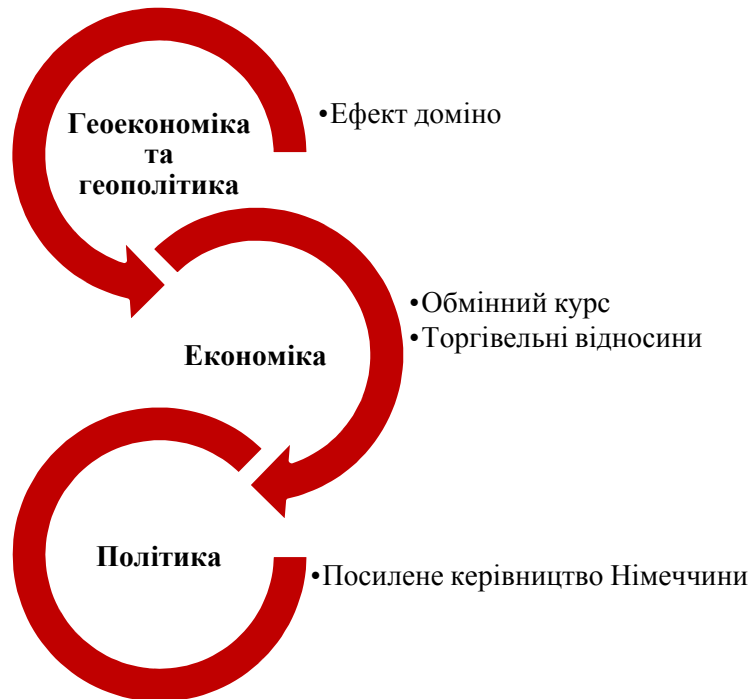 Геоекономіка
та
геополітика
•Ефект доміно
Економіка
•Обмінний курс
•Торгівельні відносини
Політика
•Посилене керівництво Німеччини